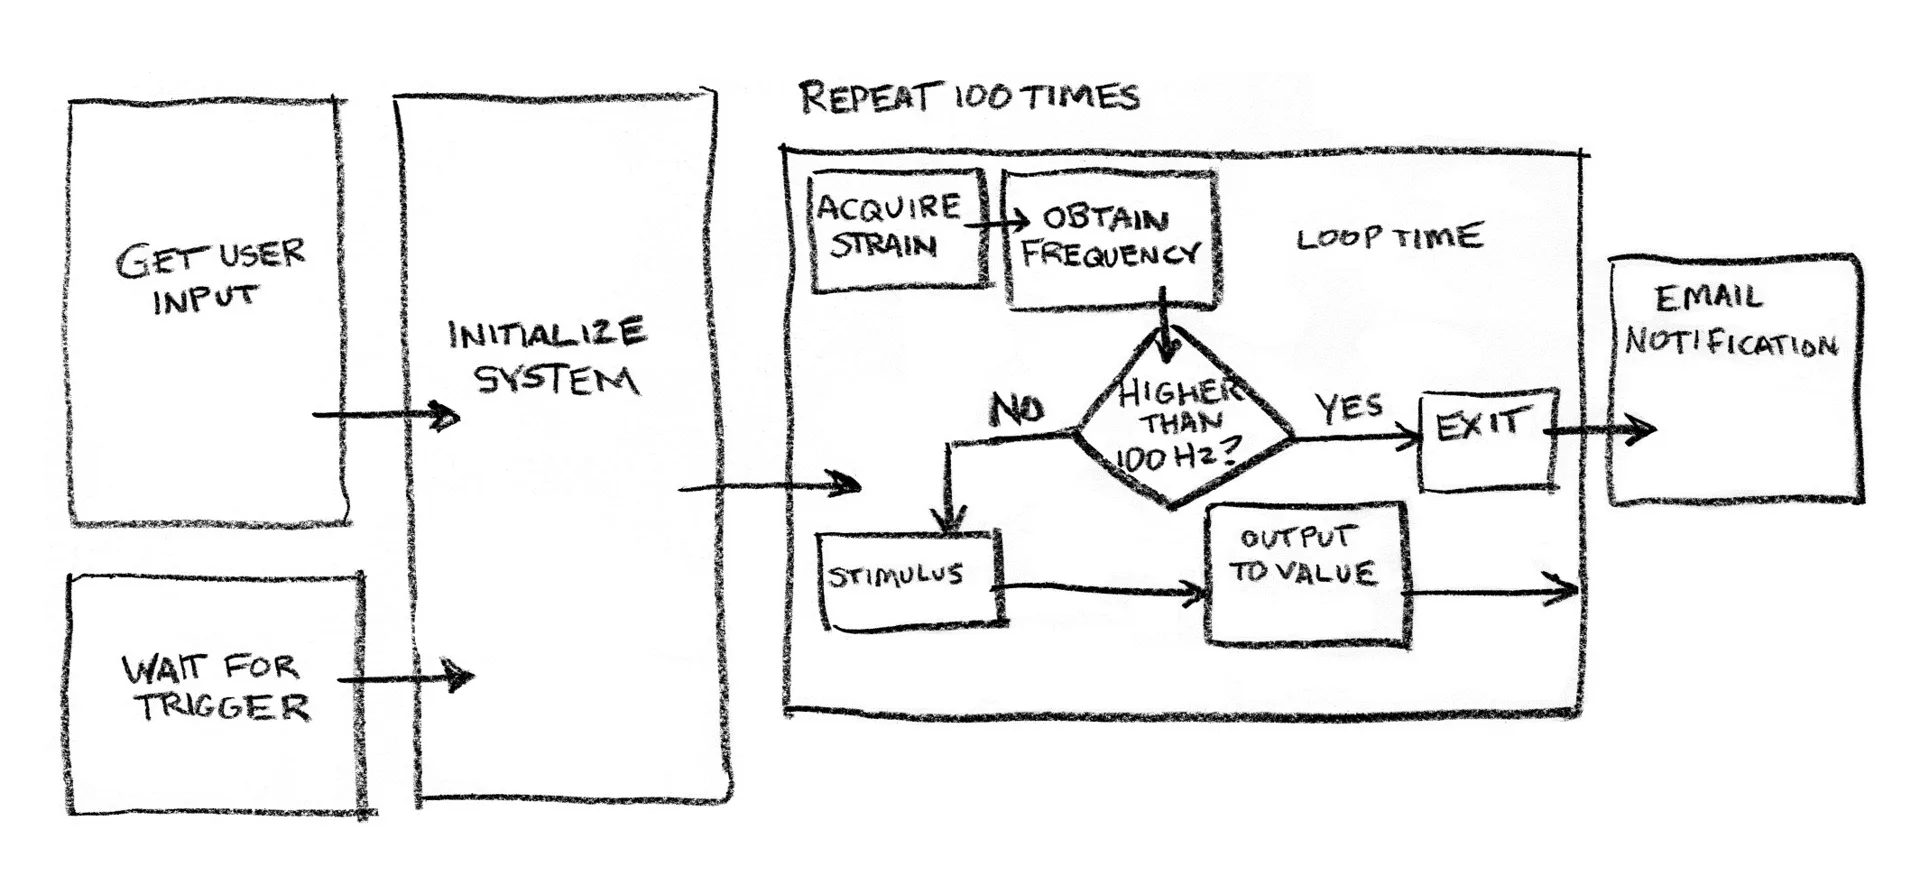 GET USER
INPUT
WAIT FOR
TRIGGER
INITIALIZE
SYSTEM
REPEAT 100 TIMES
ACQUIRE
STRAIN
OBTAIN
FREQUENCY
LOOP TIME
HIGHER
THAN
100 HZ?
NO
YES
EXIT
STIMULUS
OUTPUT
TO VALUE
EMAIL
NOTIFICATION